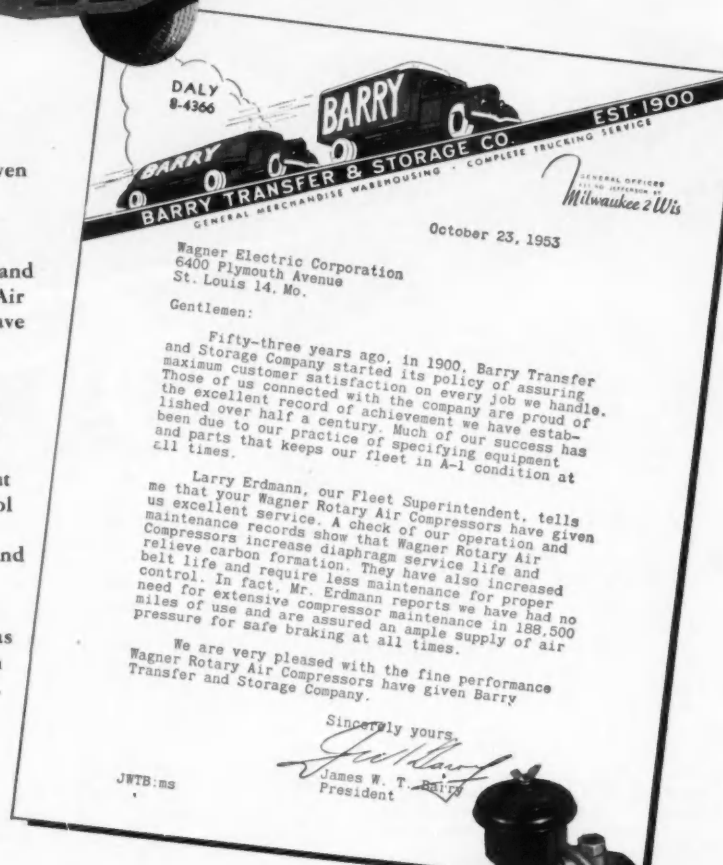 DALY
8-4366
BARRY
BARRY
EST. 1900
BARRY TRANSFER & STORAGE CO.
GENERAL MERCHANDISE WAREHOUSING - COMPLETE TRUCKING SERVICE
GENERAL OFFICES
Milwaukee 2 Wis
October 23, 1953
Wagner Electric Corporation
6400 Plymouth Avenue
St. Louis 14, Mo.
Gentlemen:
Fifty-three years ago, in 1900, Barry Transfer
and Storage Company started its policy of assuring
maximum customer satisfaction on every job we handle.
Those of us connected with the company are proud of
the excellent record of achievement we have estab-
lished over half a century. Much of our success has
been due to our practice of specifying equipment
and parts that keeps our fleet in A-1 condition at
all times.
Larry Erdmann, our Fleet Superintendent, tells
me that your Wagner Rotary Air Compressors have given
us excellent service. A check of our operation and
maintenance records show that Wagner Rotary Air
Compressors increase diaphragm service life and
relieve carbon formation. They have also increased
belt life and require less maintenance for proper
control. In fact, Mr. Erdmann reports we have had no
need for extensive compressor maintenance in 188,500
miles of use and are assured an ample supply of air
pressure for safe braking at all times.
We are very pleased with the fine performance
Wagner Rotary Air Compressors have given Barry
Transfer and Storage Company.
Sincerely yours,
James W. T. Barry
President
JWTB:ms
and
Air